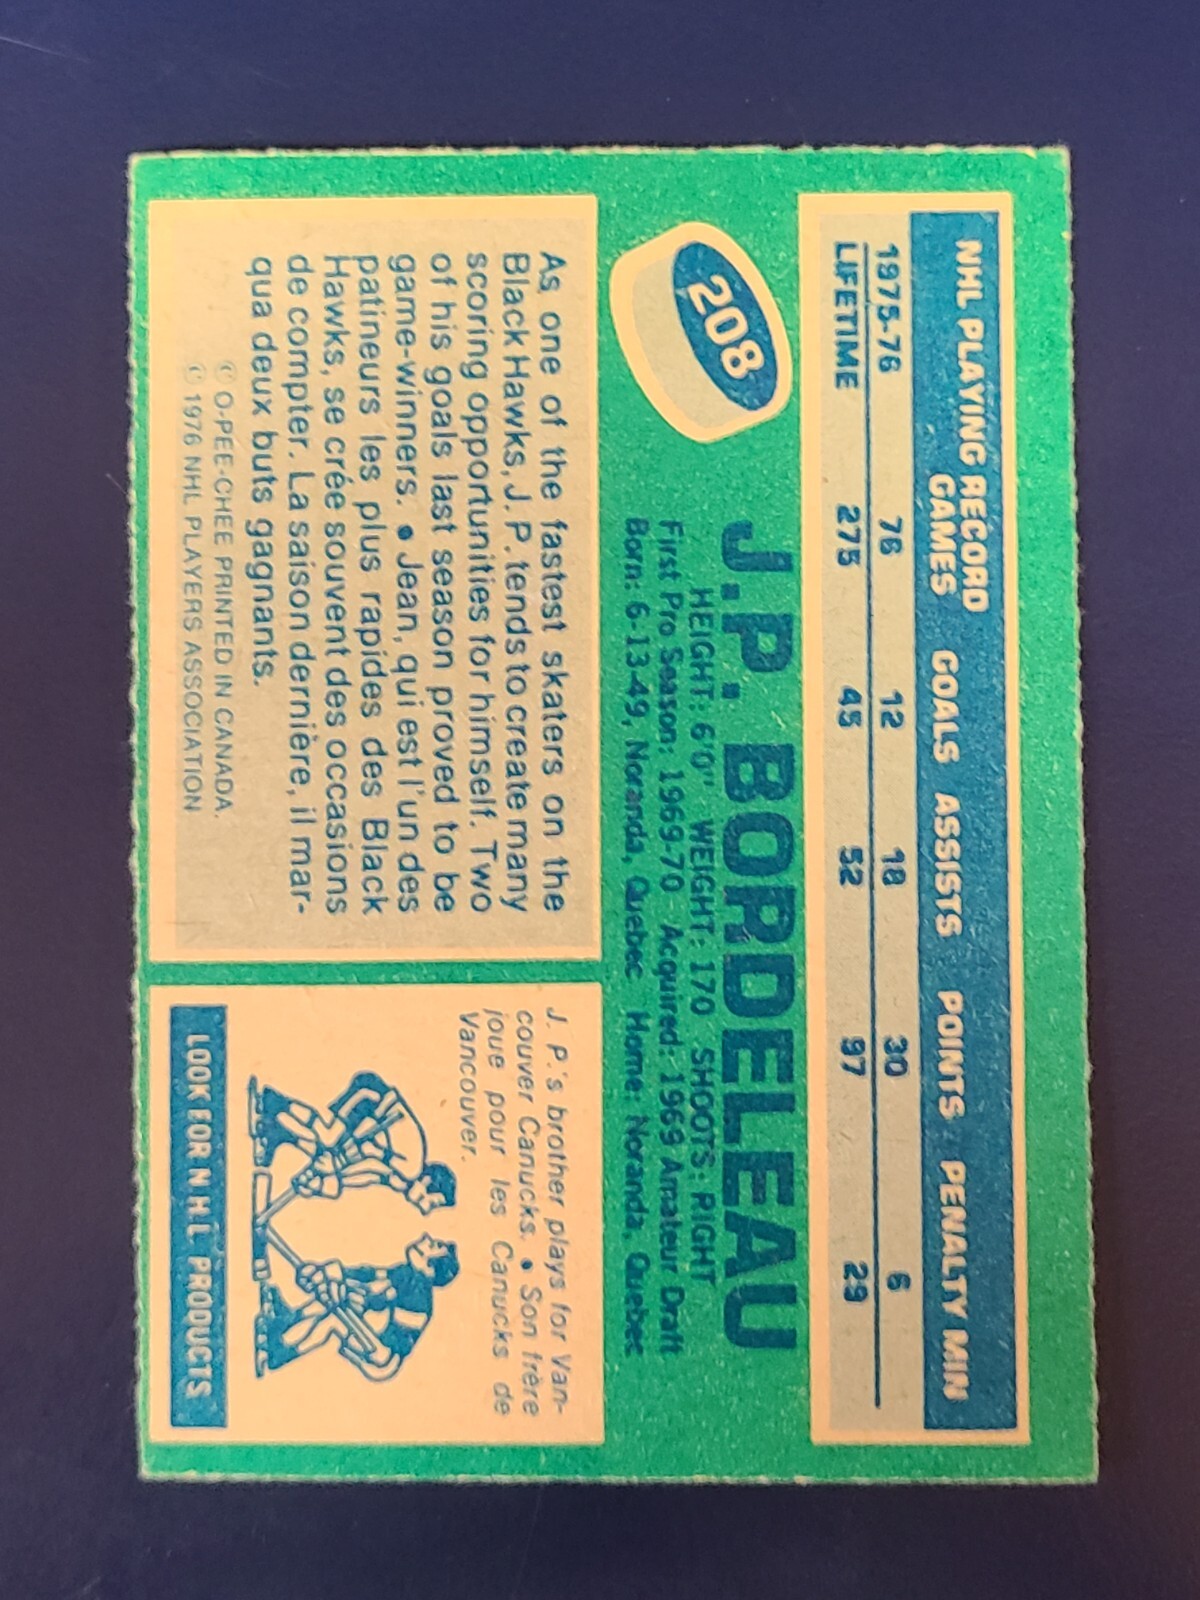 NHL PLAYING RECORD
GAMES GOALS ASSISTS POINTS PENALTY MIN
1975-76 76 12 18 30 6
LIFETIME 275 45 52 97 29
208
J.P. BORDELEAU
HEIGHT: 6'0" WEIGHT: 170 SHOOTS: RIGHT
First Pro Season: 1969-70 Acquired: 1969 Amateur Draft
Born: 6-13-49, Noranda, Quebec Home: Noranda, Quebec
As one of the fastest skaters on the
Black Hawks, J. P. tends to create many
scoring opportunities for himself. Two
of his goals last season proved to be
game-winners. • Jean, qui est l'un des
patineurs les plus rapides des Black
Hawks, se crée souvent des occasions
de compter. La saison dernière, il mar-
qua deux buts gagnants.
© O-PEE-CHEE PRINTED IN CANADA.
© 1976 NHL PLAYERS ASSOCIATION
J. P.'s brother plays for Van-
couver Canucks. • Son frère
joue pour les Canucks de
Vancouver.
LOOK FOR NHL PRODUCTS